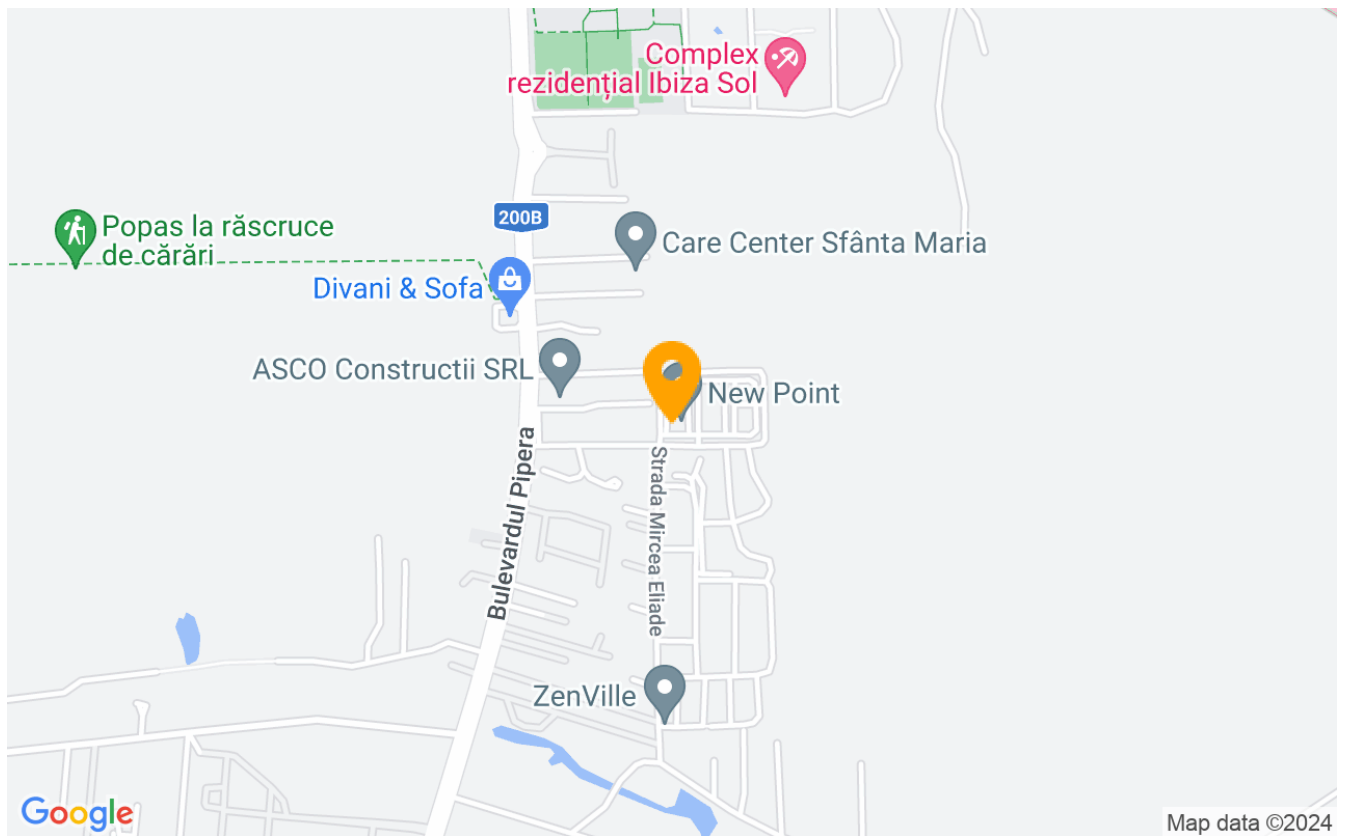 Complex
rezidențial Ibiza Sol
200B
Popas la răscruce
de cărări
Care Center Sfânta Maria
Divani & Sofa
ASCO Constructii SRL
New Point
Bulevardul Pipera
Strada Mircea Eliade
ZenVille
Google
Map data ©2024